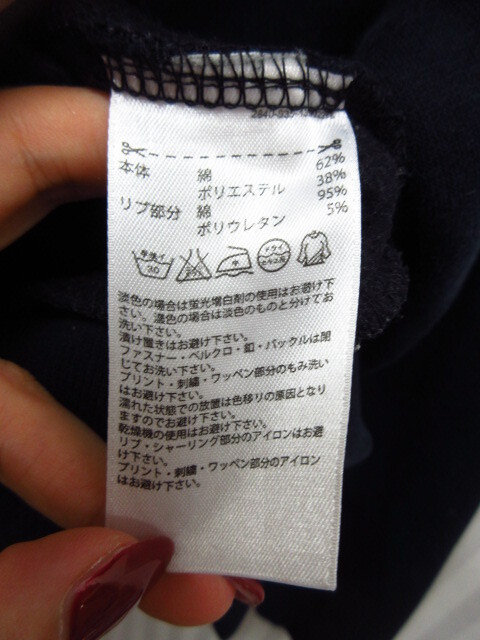 本体 綿 62%
ポリエステル 38%
リブ部分 綿 95%
ポリウレタン 5%
手洗イ 30
ドライ
淡色の場合は蛍光増白剤の使用はお避け下
さい。濃色の場合は淡色のものと分けてお
洗い下さい。
漬け置きはお避け下さい。
ファスナー・ベルクロ・釦・バックルは閉
じてお洗い下さい。
プリント・刺繍・ワッペン部分のもみ洗い
はお避け下さい。
濡れた状態での放置は色移りの原因となり
ますのでお避け下さい。
乾燥機の使用はお避け下さい。
リブ・シャーリング部分のアイロンはお避
け下さい。
プリント・刺繍・ワッペン部分のアイロン
はお避け下さい。